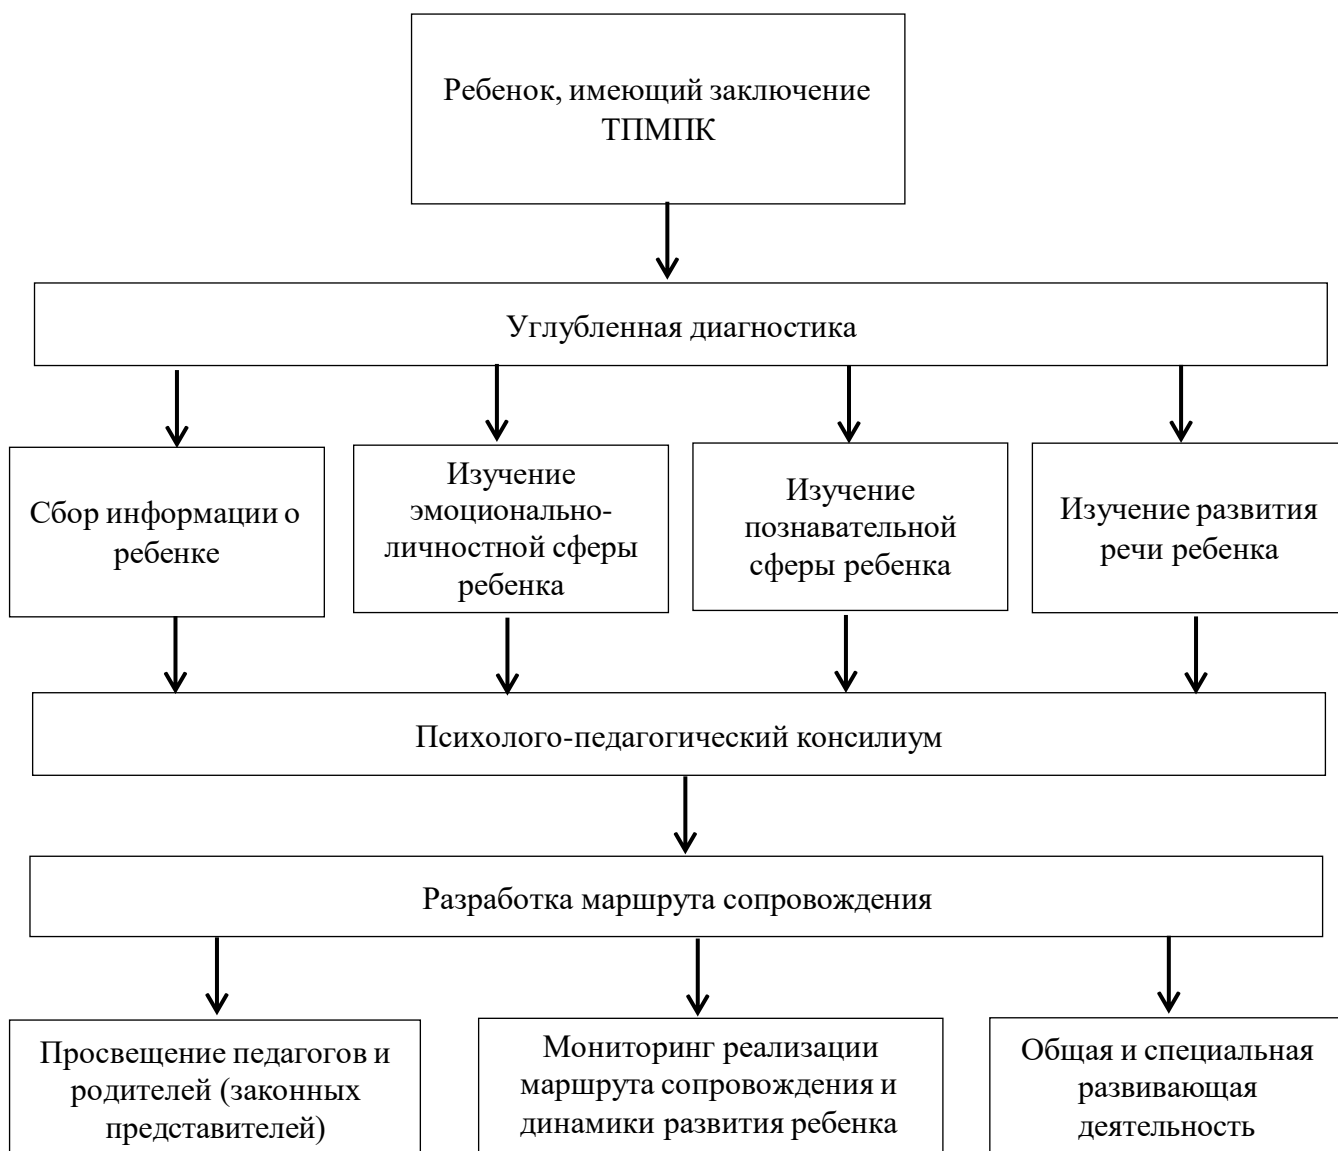 Ребенок, имеющий заключение
ТПМПК
Углубленная диагностика
Сбор информации о
ребенке
Изучение
эмоционально-
личностной сферы
ребенка
Изучение
познавательной
сферы ребенка
Изучение развития
речи ребенка
Психолого-педагогический консилиум
Разработка маршрута сопровождения
Просвещение педагогов и
родителей (законных
представителей)
Мониторинг реализации
маршрута сопровождения и
динамики развития ребенка
Общая и специальная
развивающая
деятельность